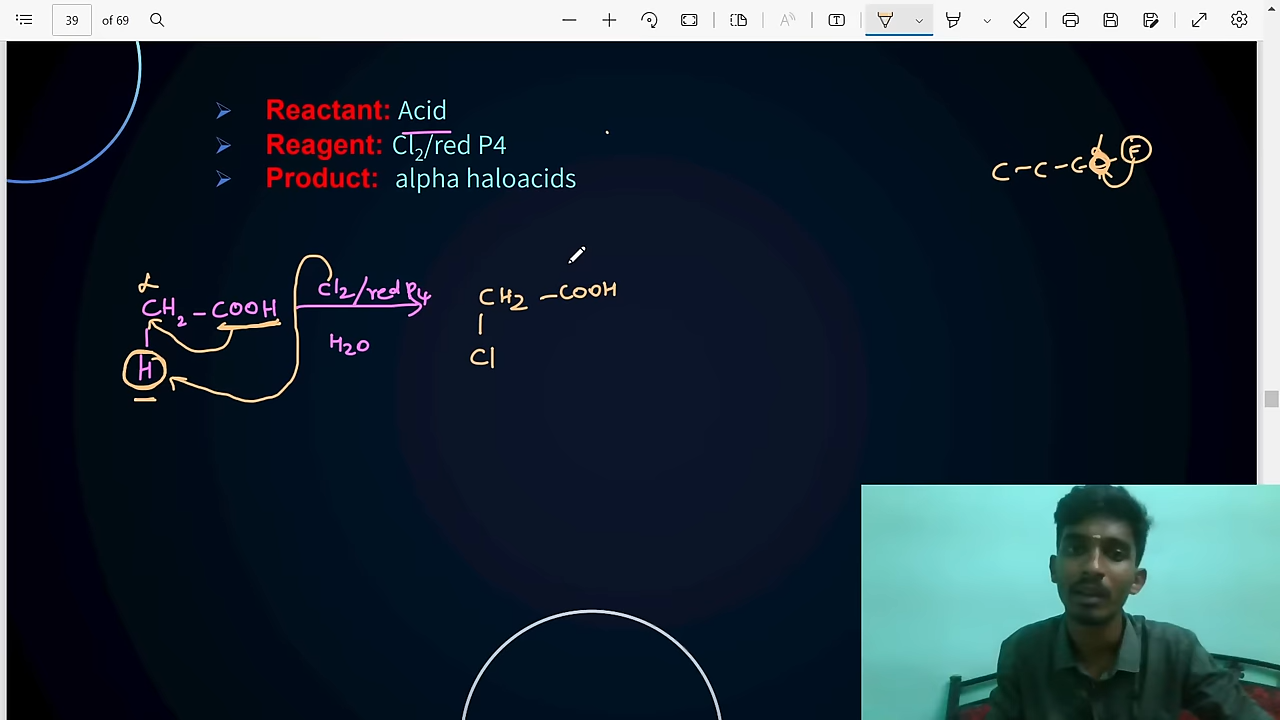 39 of 69
Reactant: Acid
Reagent: Cl₂/red P4
Product: alpha haloacids
C - C - C - F
α
CH₂ - COOH
H
Cl₂/red P₄
H₂O
CH₂ - COOH
Cl